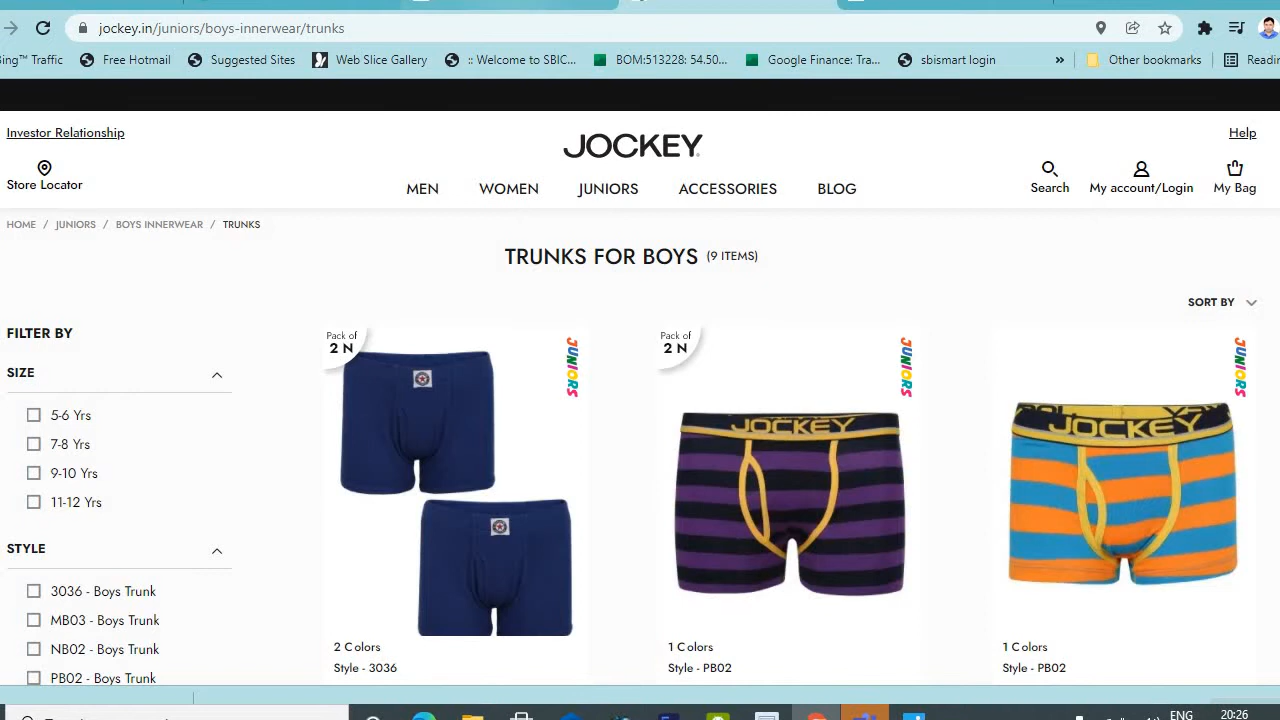 jockey.in/juniors/boys-innerwear/trunks
Bing™ Traffic Free Hotmail Suggested Sites Web Slice Gallery :: Welcome to SBIC... BOM:513228: 54.50... Google Finance: Tra... sbismart login » Other bookmarks Readin
Investor Relationship
JOCKEY
Help
Store Locator
MEN WOMEN JUNIORS ACCESSORIES BLOG
Search My account/Login My Bag
HOME / JUNIORS / BOYS INNERWEAR / TRUNKS
TRUNKS FOR BOYS (9 ITEMS)
SORT BY
FILTER BY
SIZE
5-6 Yrs
7-8 Yrs
9-10 Yrs
11-12 Yrs
STYLE
3036 - Boys Trunk
MB03 - Boys Trunk
NB02 - Boys Trunk
PB02 - Boys Trunk
Pack of
2 N
JUNIORS
2 Colors
Style - 3036
Pack of
2 N
JUNIORS
JOCKEY
1 Colors
Style - PB02
JUNIORS
JOCKEY
1 Colors
Style - PB02
ENG
20:26